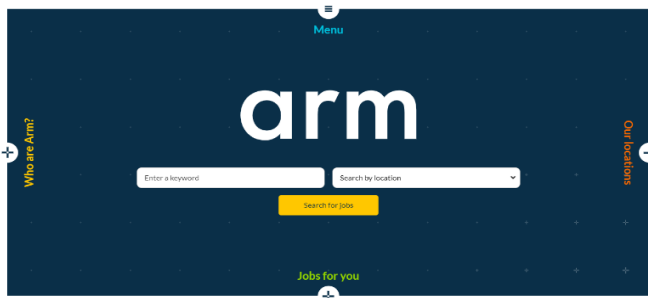 Menu
arm
Who are Arm?
Our locations
Enter a keyword
Search by location
Search for jobs
Jobs for you